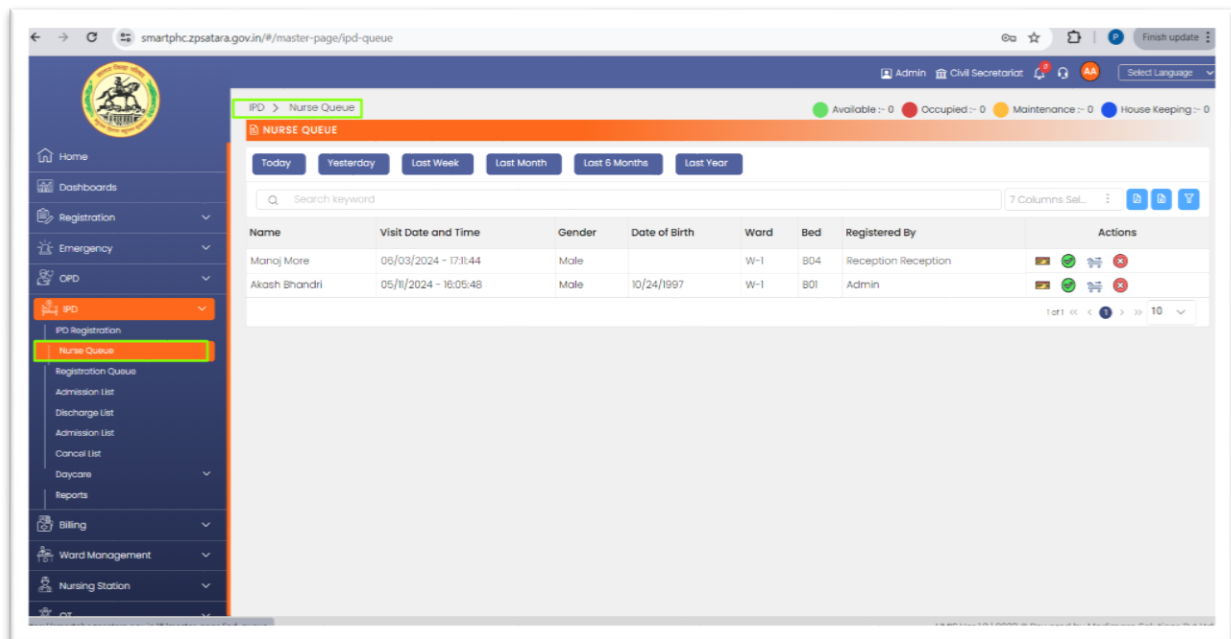 smartphc.zpsatara.gov.in/#/master-page/ipd-queue
P Finish update
Admin Civil Secretariat 0 AA Select Language
IPD > Nurse Queue
Available :- 0 Occupied :- 0 Maintenance :- 0 House Keeping :- 0
NURSE QUEUE
Home
Today Yesterday Last Week Last Month Last 6 Months Last Year
Dashboards
Search keyword 7 Columns Sel...
Registration
Name Visit Date and Time Gender Date of Birth Ward Bed Registered By Actions
Emergency
Manoj More 06/03/2024 - 17:11:44 Male W-1 B04 Reception Reception
OPD
Akash Bhandri 05/11/2024 - 16:05:48 Male 10/24/1997 W-1 B01 Admin
IPD
1 of 1 « < 1 > » 10
IPD Registration
Nurse Queue
Registration Queue
Admission List
Discharge List
Admission List
Cancel List
Daycare
Reports
Billing
Ward Management
Nursing Station
OT